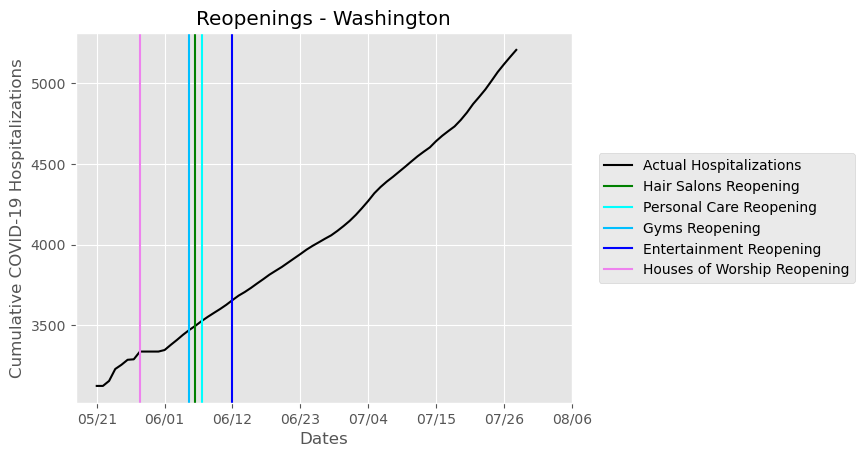 Reopenings - Washington
Cumulative COVID-19 Hospitalizations
5000
4500
4000
3500
05/21 06/01 06/12 06/23 07/04 07/15 07/26 08/06
Dates
Actual Hospitalizations
Hair Salons Reopening
Personal Care Reopening
Gyms Reopening
Entertainment Reopening
Houses of Worship Reopening